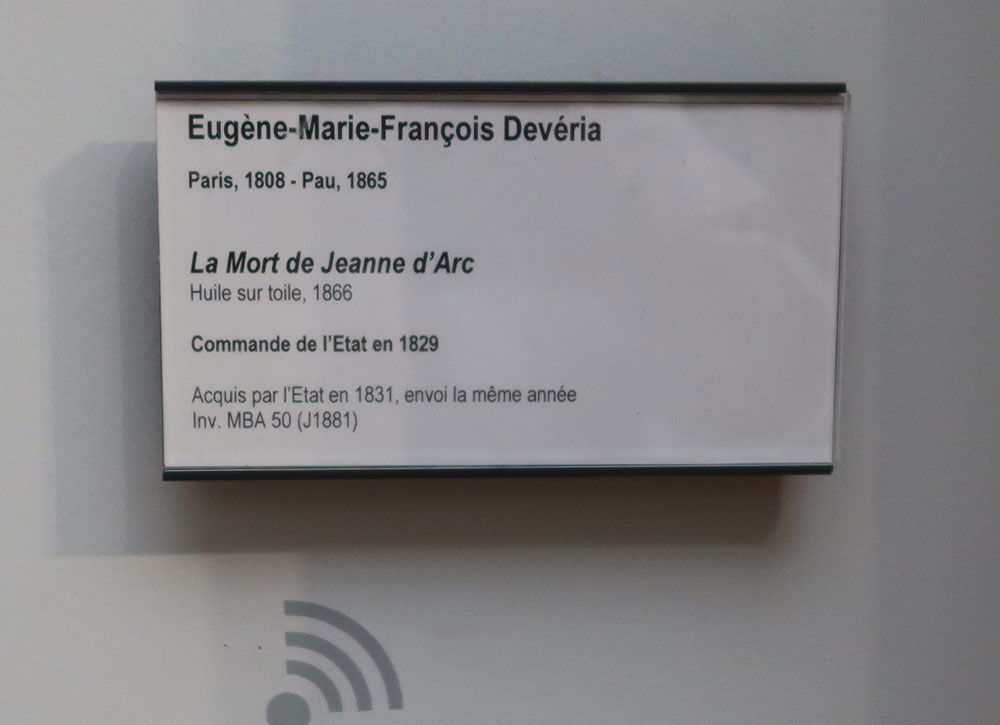 Eugène-Marie-François Devéria
Paris, 1808 - Pau, 1865
La Mort de Jeanne d’Arc
Huile sur toile, 1866
Commande de l’Etat en 1829
Acquis par l’Etat en 1831, envoi la même année
Inv. MBA 50 (J1881)